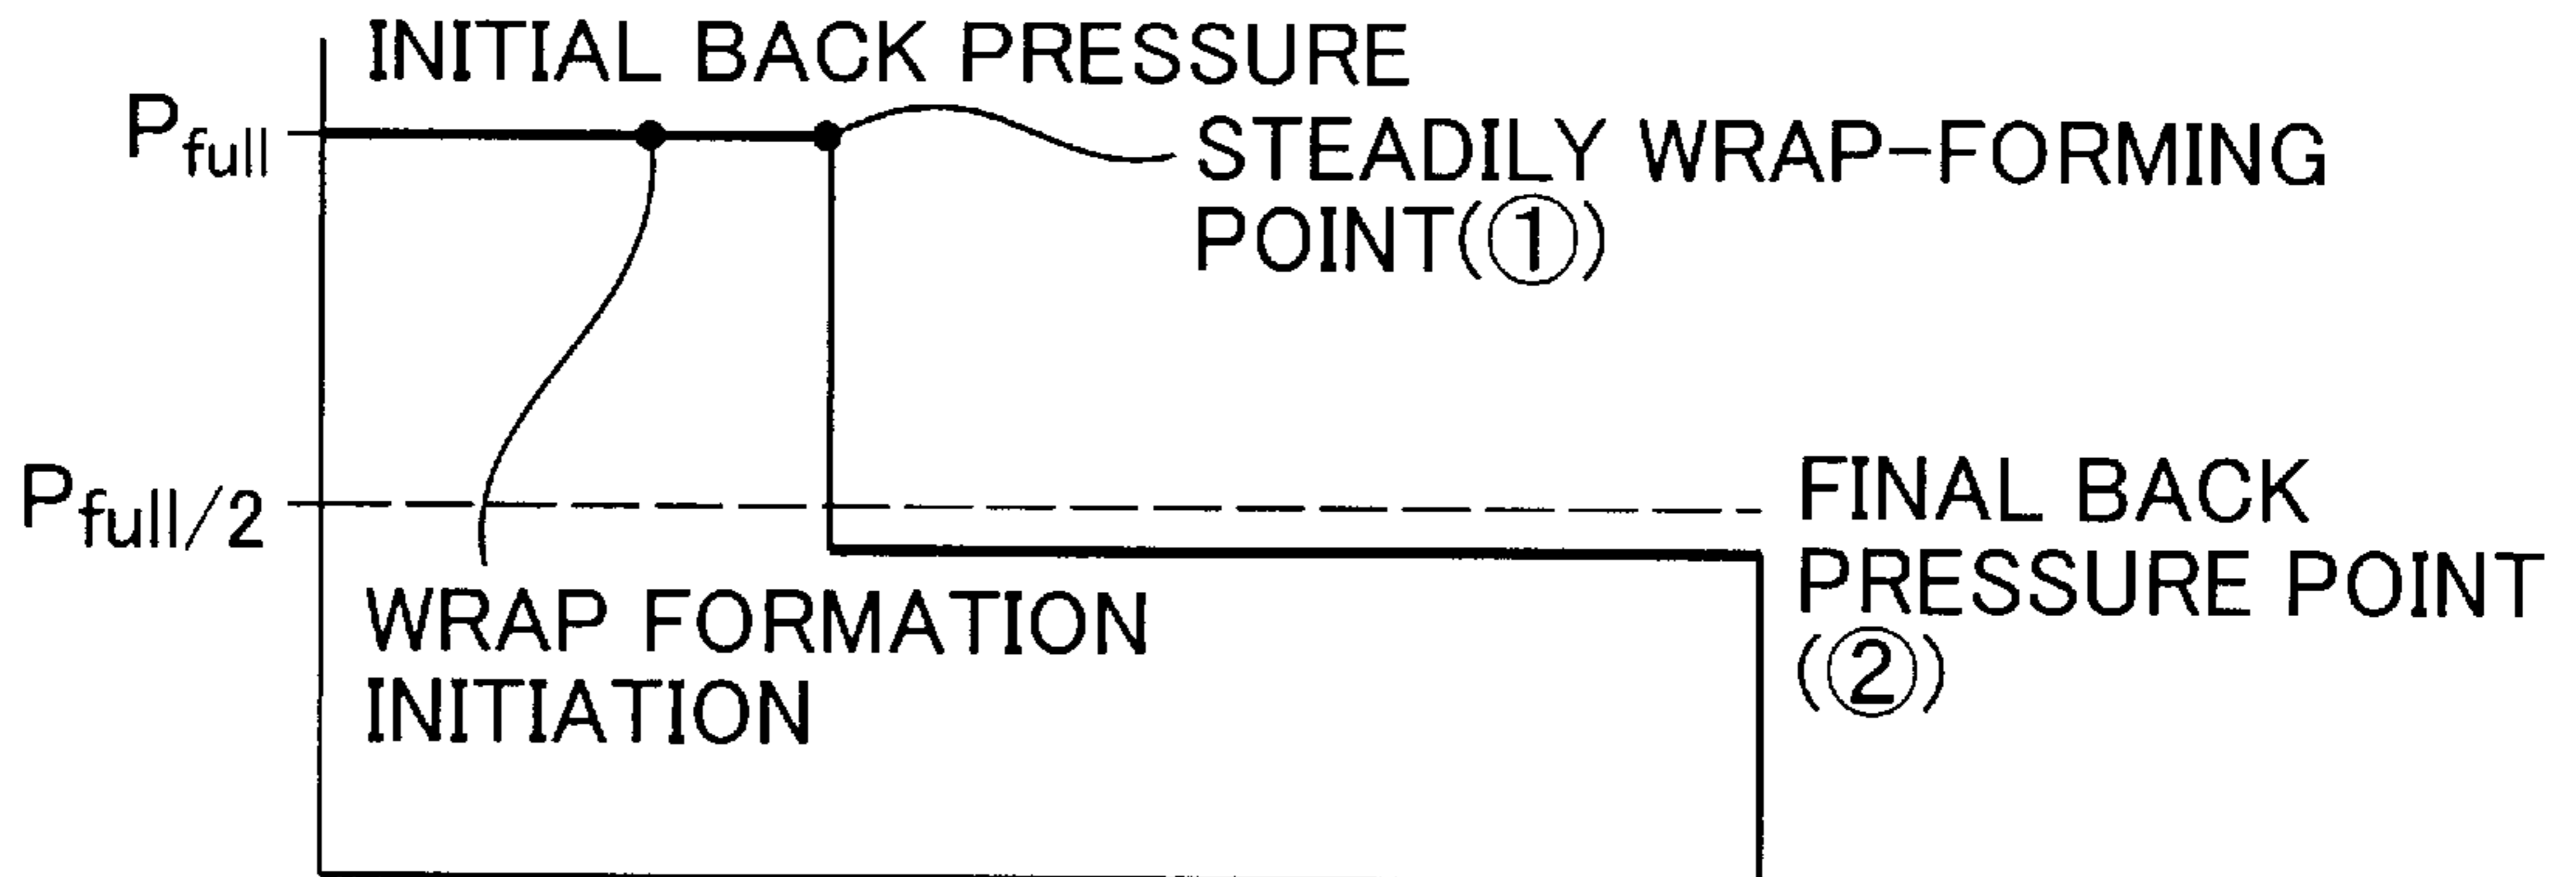 INITIAL BACK PRESSURE
Pfull
STEADILY WRAP-FORMING
POINT(①)
Pfull/2
FINAL BACK
PRESSURE POINT
(②)
WRAP FORMATION
INITIATION